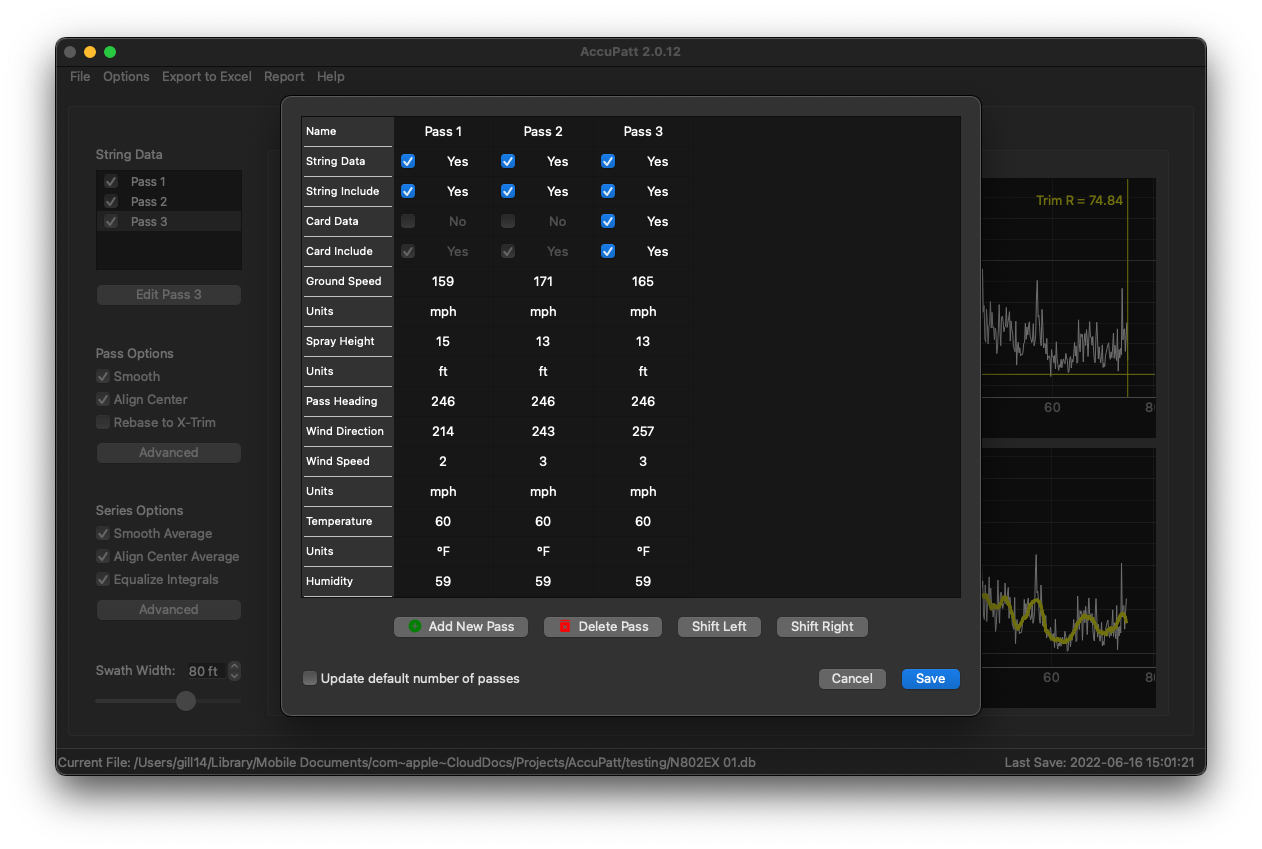 AccuPatt 2.0.12
File Options Export to Excel Report Help
String Data
Pass 1
Pass 2
Pass 3
Edit Pass 3
Pass Options
Smooth
Align Center
Rebase to X-Trim
Advanced
Series Options
Smooth Average
Align Center Average
Equalize Integrals
Advanced
Swath Width: 80 ft
Name Pass 1 Pass 2 Pass 3
String Data Yes Yes Yes
String Include Yes Yes Yes
Card Data No No Yes
Card Include Yes Yes Yes
Ground Speed 159 171 165
Units mph mph mph
Spray Height 15 13 13
Units ft ft ft
Pass Heading 246 246 246
Wind Direction 214 243 257
Wind Speed 2 3 3
Units mph mph mph
Temperature 60 60 60
Units °F °F °F
Humidity 59 59 59
Add New Pass Delete Pass Shift Left Shift Right
Update default number of passes Cancel Save
Trim R = 74.84
60
60
Current File: /Users/gill14/Library/Mobile Documents/com~apple~CloudDocs/Projects/AccuPatt/testing/N802EX 01.db Last Save: 2022-06-16 15:01:21